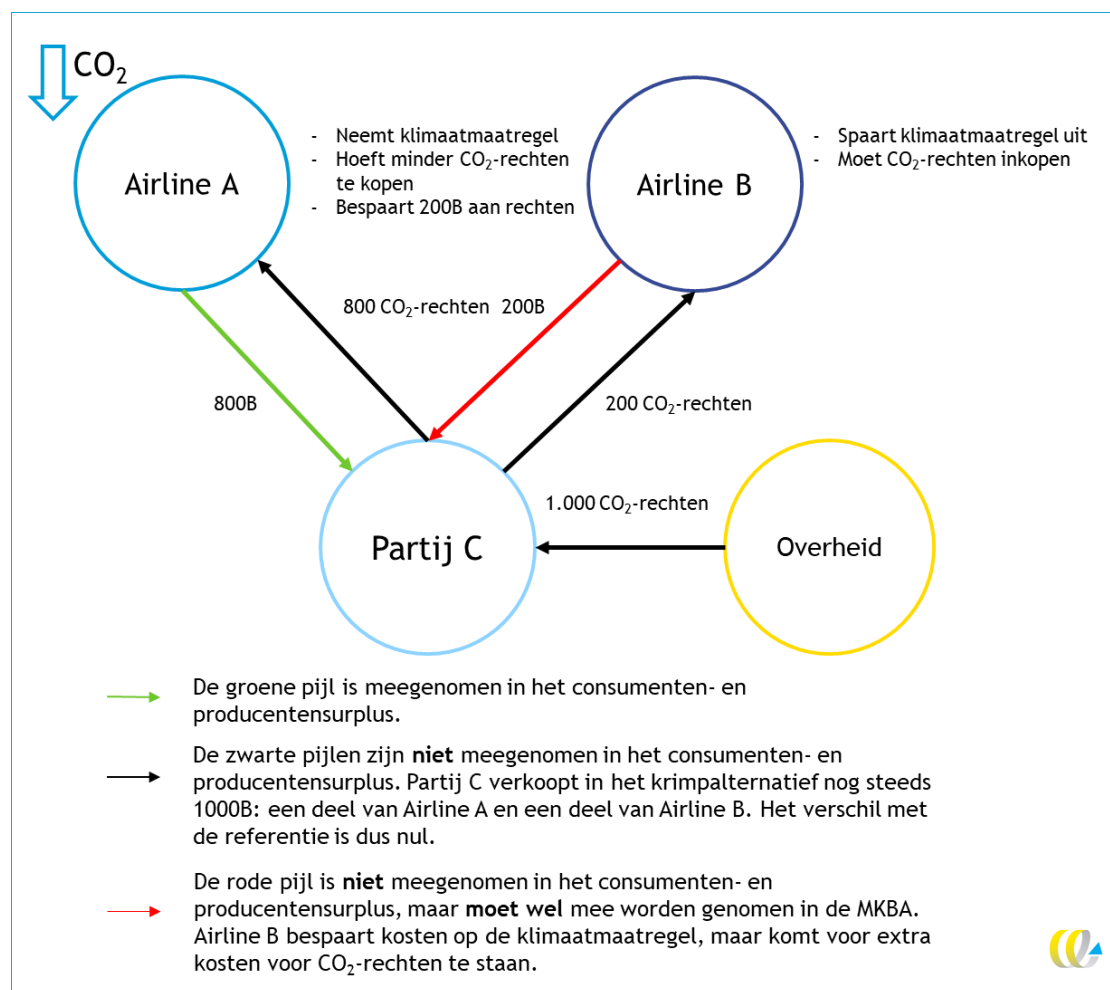 CO₂
Airline A
- Neemt klimaatmaatregel
- Hoeft minder CO₂-rechten
te kopen
- Bespaart 200B aan rechten
Airline B
- Spaart klimaatmaatregel uit
- Moet CO₂-rechten inkopen
800 CO₂-rechten 200B
800B
200 CO₂-rechten
1.000 CO₂-rechten
Partij C
Overheid
De groene pijl is meegenomen in het consumenten- en
producentensurplus.
De zwarte pijlen zijn niet meegenomen in het consumenten- en
producentensurplus. Partij C verkoopt in het krimpalternatief nog steeds
1000B: een deel van Airline A en een deel van Airline B. Het verschil met
de referentie is dus nul.
De rode pijl is niet meegenomen in het consumenten- en
producentensurplus, maar moet wel mee worden genomen in de MKBA.
Airline B bespaart kosten op de klimaatmaatregel, maar komt voor extra
kosten voor CO₂-rechten te staan.